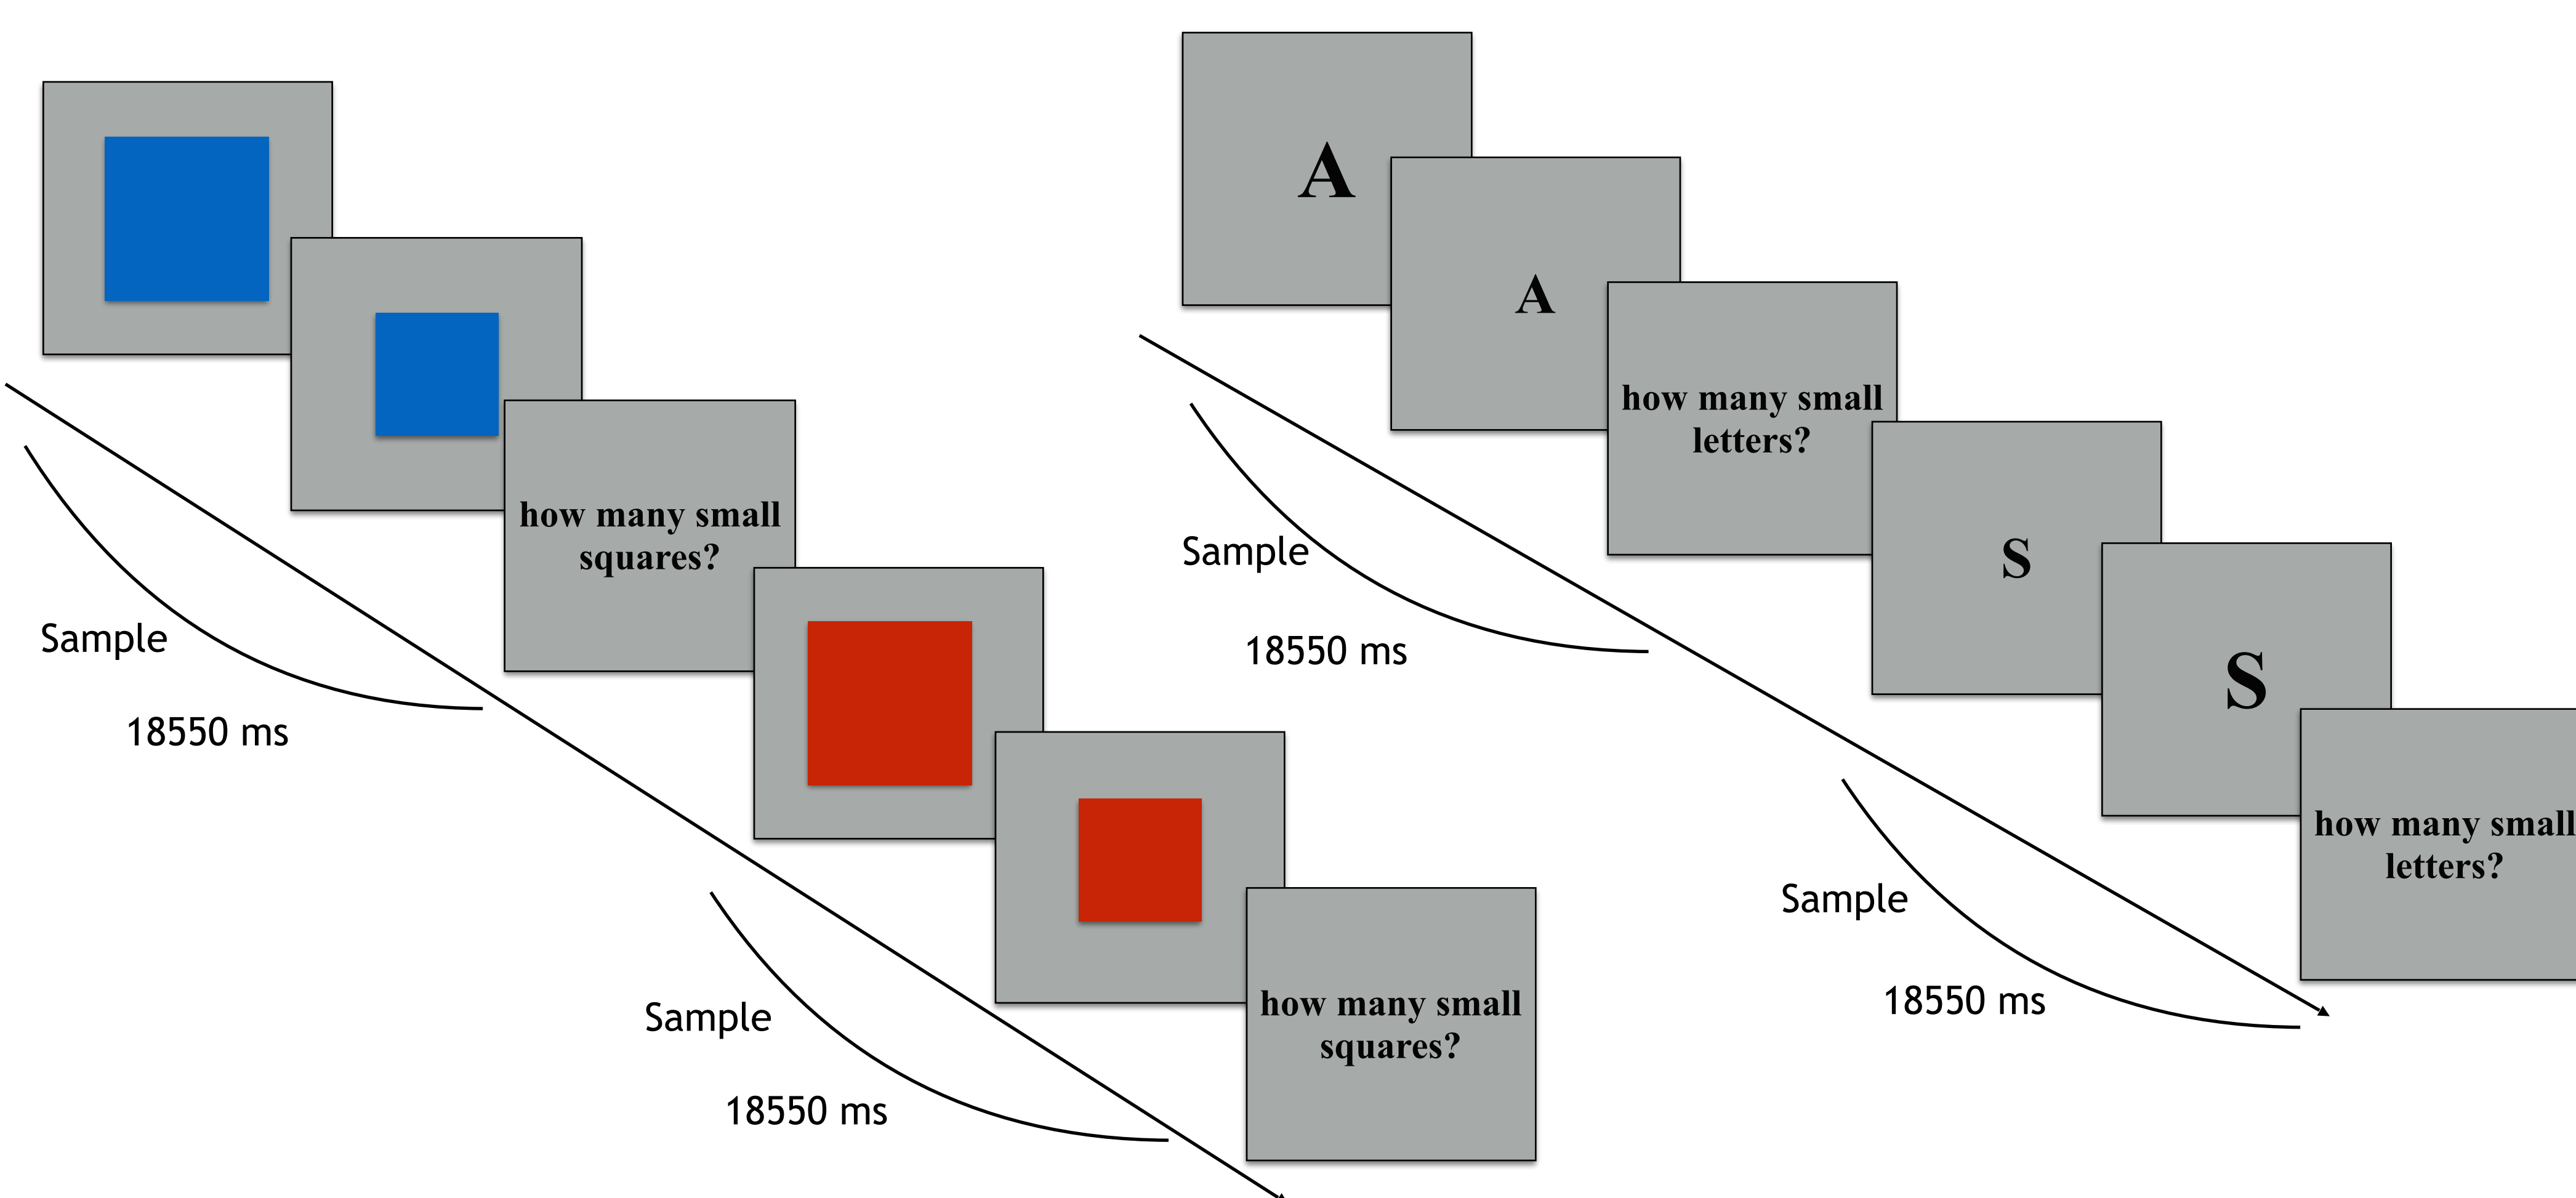 how many small
squares?
Sample
18550 ms
how many small
squares?
Sample
18550 ms
A
A
how many small
letters?
Sample
18550 ms
S
S
how many small
letters?
Sample
18550 ms